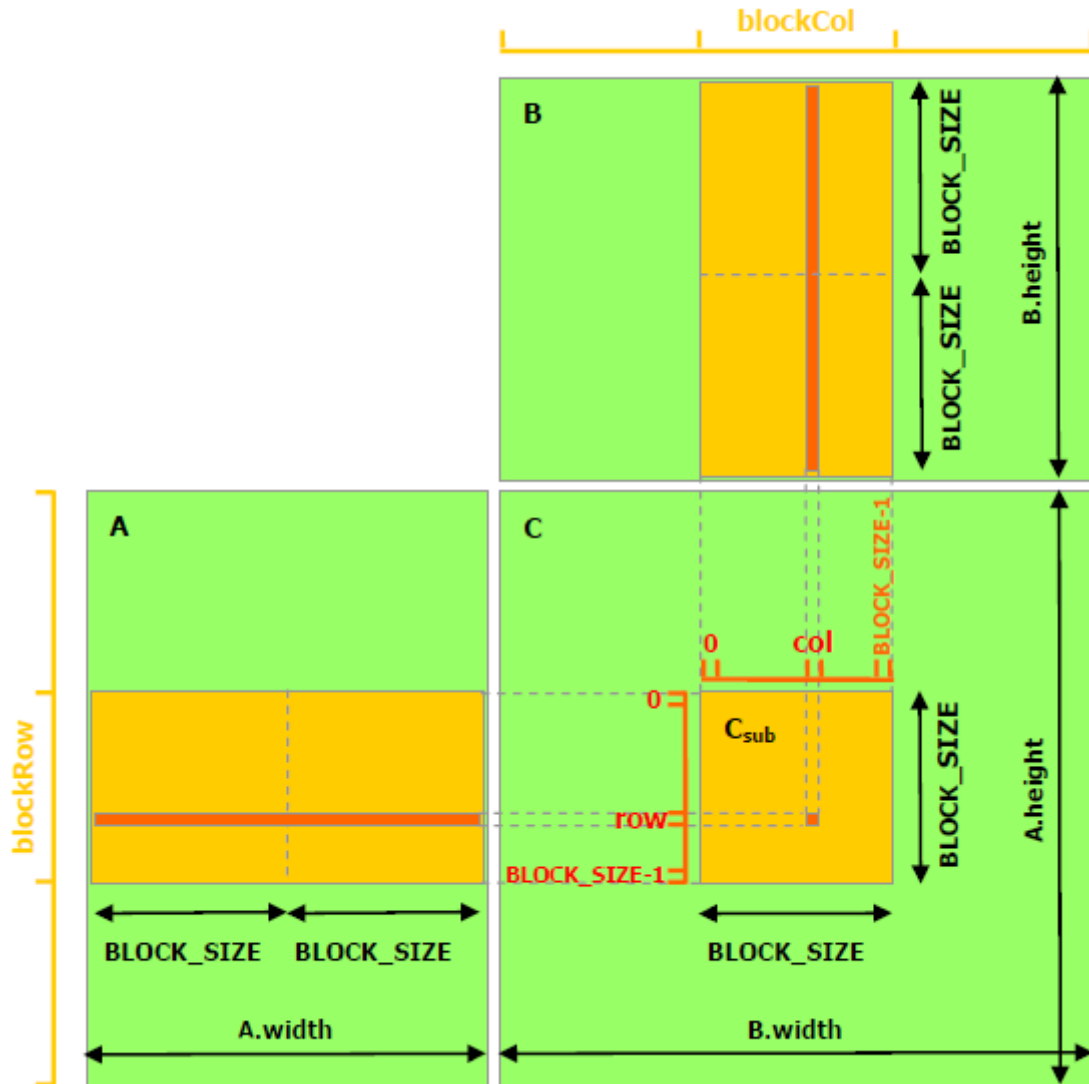 blockCol
B
BLOCK_SIZE
BLOCK_SIZE
B.height
blockRow
A
C
BLOCK_SIZE-1
0
col
0
C_sub
BLOCK_SIZE
A.height
row
BLOCK_SIZE-1
BLOCK_SIZE
BLOCK_SIZE
BLOCK_SIZE
A.width
B.width